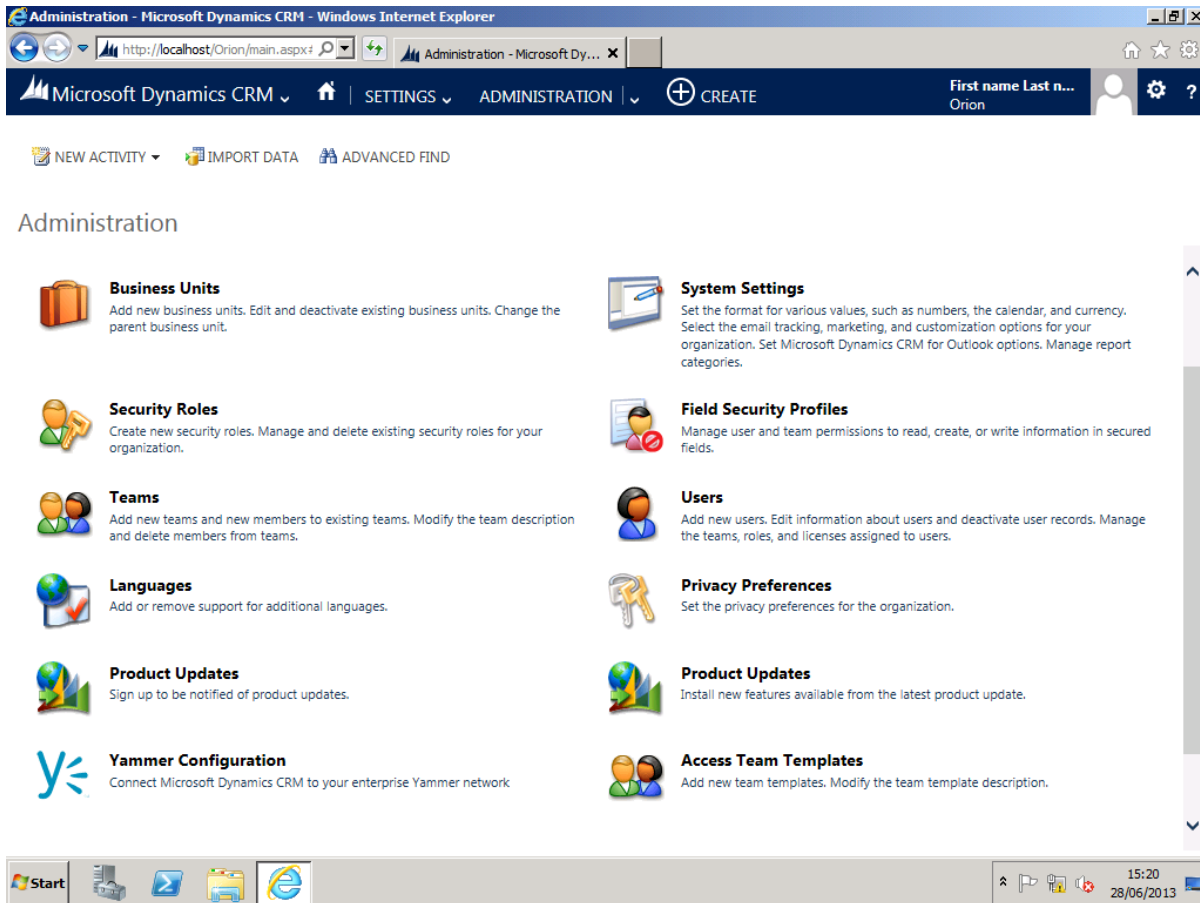 Administration - Microsoft Dynamics CRM - Windows Internet Explorer
http://localhost/Orion/main.aspx#
Administration - Microsoft Dy...
Microsoft Dynamics CRM
SETTINGS
ADMINISTRATION
CREATE
First name Last n...
Orion
?
NEW ACTIVITY
IMPORT DATA
ADVANCED FIND
Administration
Business Units
Add new business units. Edit and deactivate existing business units. Change the
parent business unit.
System Settings
Set the format for various values, such as numbers, the calendar, and currency.
Select the email tracking, marketing, and customization options for your
organization. Set Microsoft Dynamics CRM for Outlook options. Manage report
categories.
Security Roles
Create new security roles. Manage and delete existing security roles for your
organization.
Field Security Profiles
Manage user and team permissions to read, create, or write information in secured
fields.
Teams
Add new teams and new members to existing teams. Modify the team description
and delete members from teams.
Users
Add new users. Edit information about users and deactivate user records. Manage
the teams, roles, and licenses assigned to users.
Languages
Add or remove support for additional languages.
Privacy Preferences
Set the privacy preferences for the organization.
Product Updates
Sign up to be notified of product updates.
Product Updates
Install new features available from the latest product update.
Yammer Configuration
Connect Microsoft Dynamics CRM to your enterprise Yammer network
Access Team Templates
Add new team templates. Modify the team template description.
Start
15:20
28/06/2013